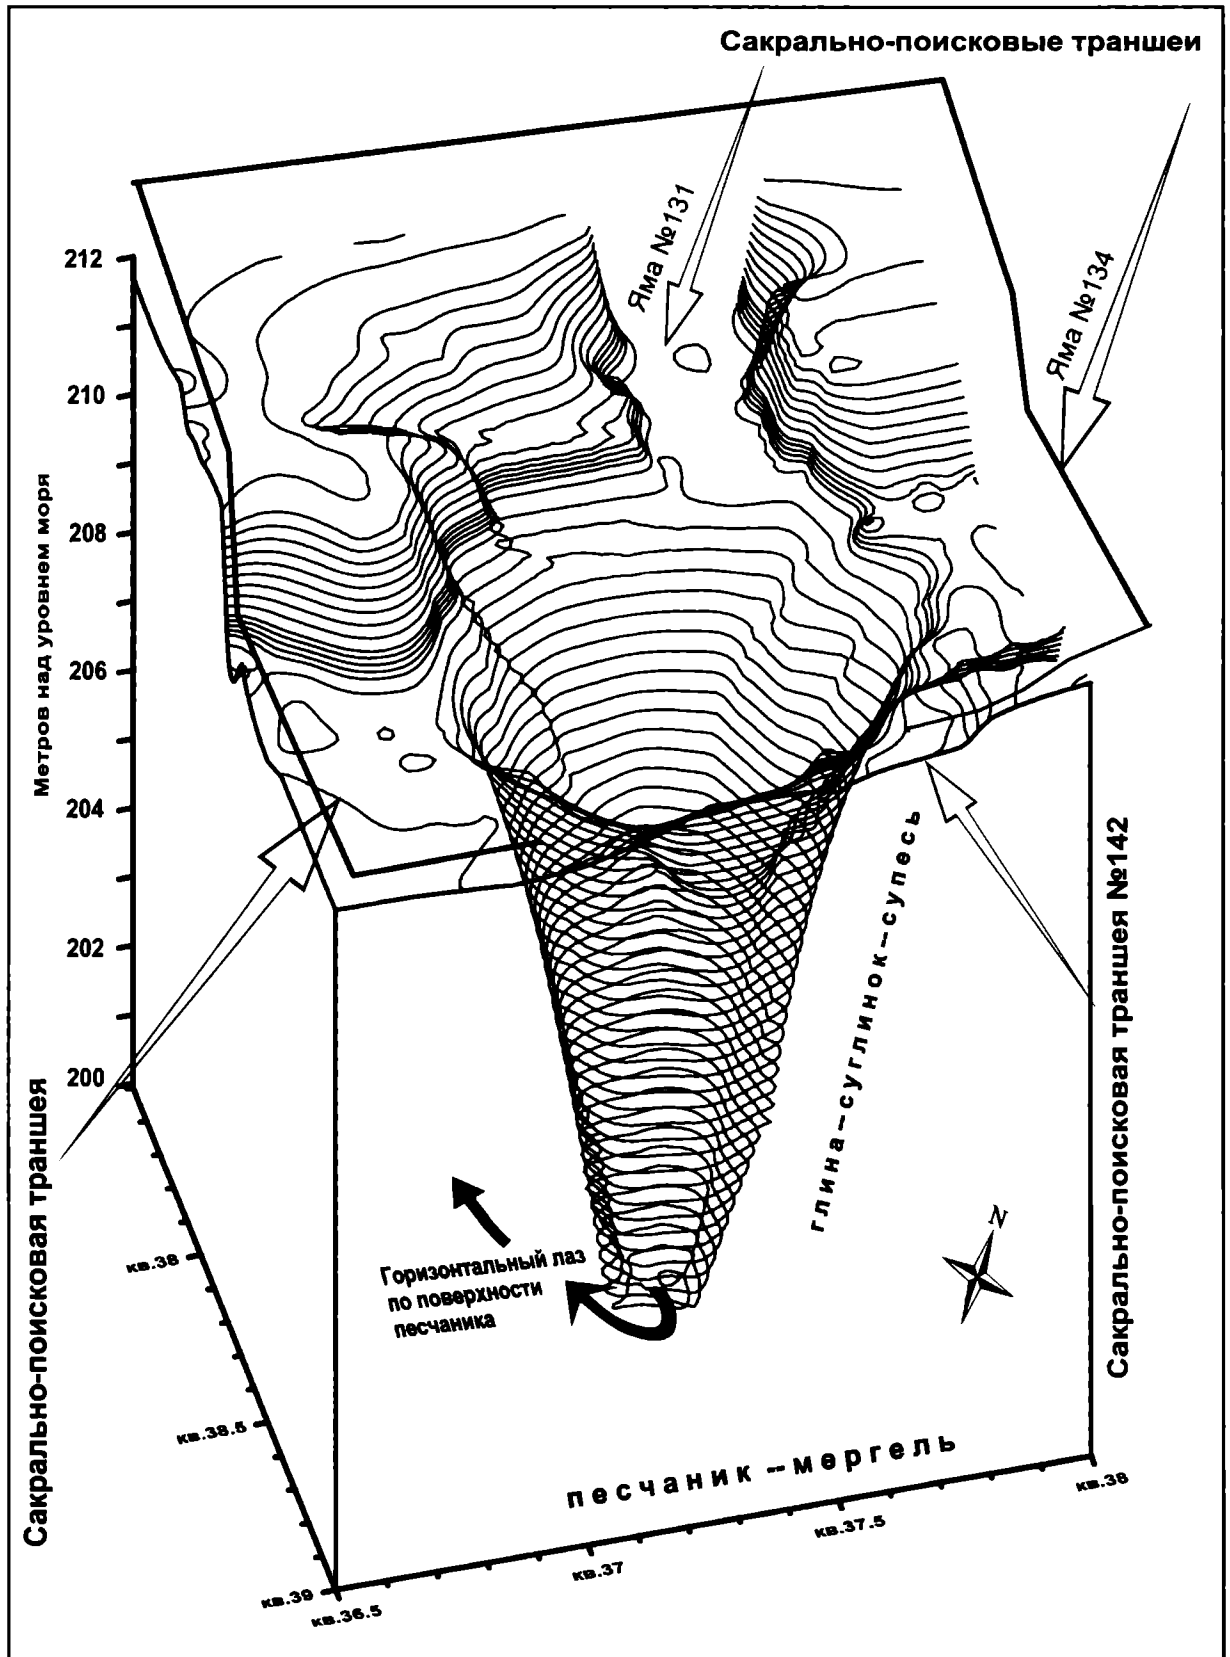 Сакрально-поисковые траншеи
Яма №131
Яма №134
212
210
208
206
204
202
200
Метров над уровнем моря
Сакрально-поисковая траншея
Сакрально-поисковая траншея №142
глина-суглинок-супесь
Горизонтальный лаз
по поверхности
песчаника
N
песчаник -- мергель
кв.38
кв.38.5
кв.39
кв.36.5
кв.37
кв.37.5
кв.38